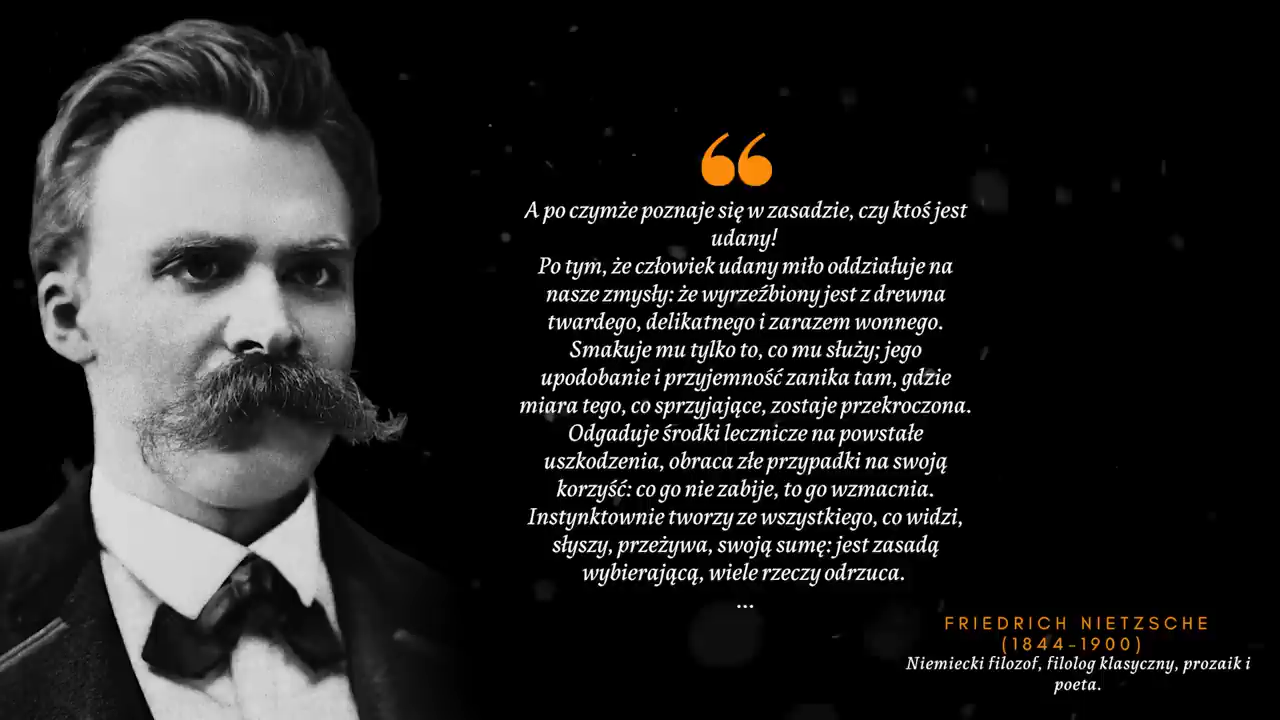 A po czymże poznaje się w zasadzie, czy ktoś jest
udany!
Po tym, że człowiek udany miło oddziałuje na
nasze zmysły: że wyrzeźbiony jest z drewna
twardego, delikatnego i zarazem wonnego.
Smakuje mu tylko to, co mu służy; jego
upodobanie i przyjemność zanika tam, gdzie
miara tego, co sprzyjające, zostaje przekroczona.
Odgaduje środki lecznicze na powstałe
uszkodzenia, obraca złe przypadki na swoją
korzyść: co go nie zabije, to go wzmacnia.
Instynktownie tworzy ze wszystkiego, co widzi,
słyszy, przeżywa, swoją sumę: jest zasadą
wybierającą, wiele rzeczy odrzuca.
...
FRIEDRICH NIETZSCHE
(1844-1900)
Niemiecki filozof, filolog klasyczny, prozaik i
poeta.